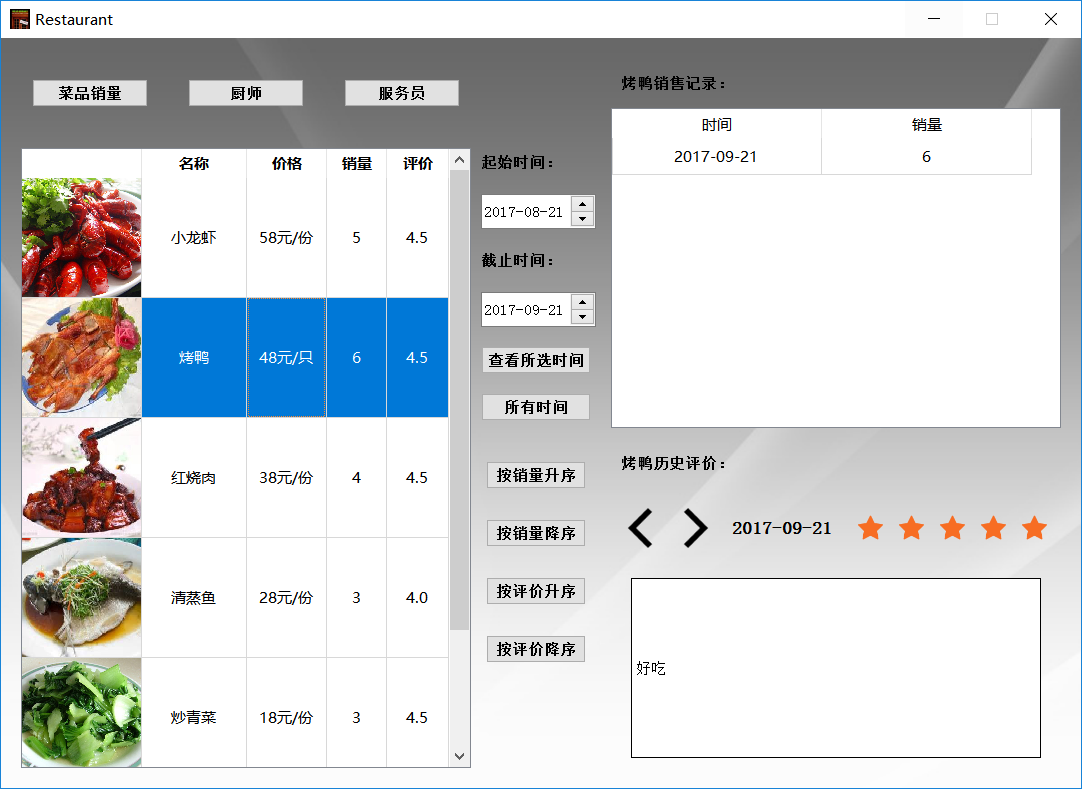 Restaurant
菜品销量 厨师 服务员
名称 价格 销量 评价
小龙虾 58元/份 5 4.5
烤鸭 48元/只 6 4.5
红烧肉 38元/份 4 4.5
清蒸鱼 28元/份 3 4.0
炒青菜 18元/份 3 4.5
起始时间：
2017-08-21
截止时间：
2017-09-21
查看所选时间
所有时间
按销量升序
按销量降序
按评价升序
按评价降序
烤鸭销售记录：
时间 销量
2017-09-21 6
烤鸭历史评价：
2017-09-21
好吃